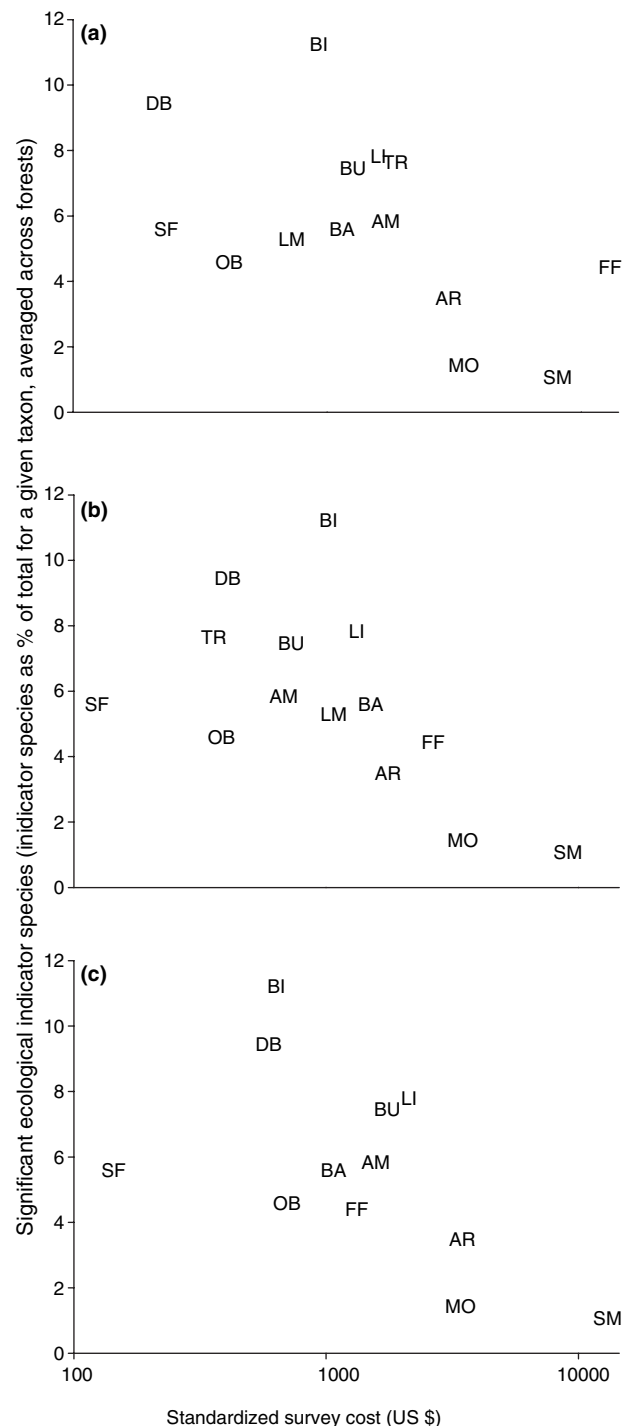 Significant ecological indicator species (inidicator species as % of total for a given taxon, averaged across forests)
12
(a)
BI
10
DB
8
LI
TR
BU
6
SF
BA
AM
LM
OB
FF
4
AR
2
MO
SM
0
12
(b)
BI
10
DB
8
TR
BU
LI
6
SF
AM
LM
BA
OB
FF
4
AR
2
MO
SM
0
12
(c)
BI
10
DB
8
BU
LI
6
SF
BA
AM
OB
FF
4
AR
2
MO
SM
0
100 1000 10000
Standardized survey cost (US $)